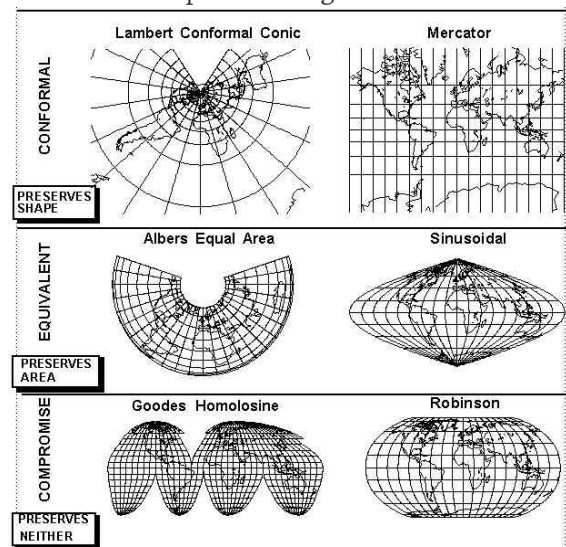 Lambert Conformal Conic
Mercator
CONFORMAL
PRESERVES
SHAPE
Albers Equal Area
Sinusoidal
EQUIVALENT
PRESERVES
AREA
Goodes Homolosine
Robinson
COMPROMISE
PRESERVES
NEITHER